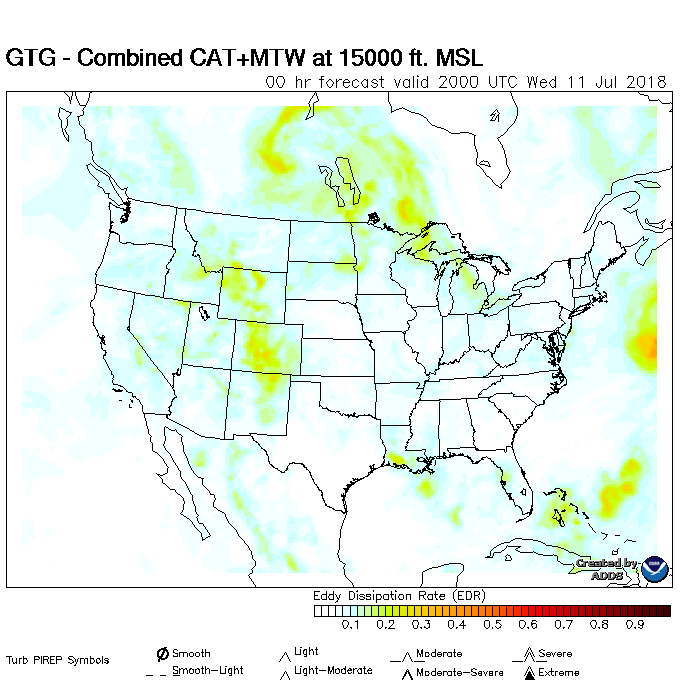 GTG - Combined CAT+MTW at 15000 ft. MSL
00 hr forecast valid 2000 UTC Wed 11 Jul 2018
Created by
ADDS
Eddy Dissipation Rate (EDR)
0.1 0.2 0.3 0.4 0.5 0.6 0.7 0.8 0.9
Turb PIREP Symbols
Smooth Light Moderate Severe
Smooth-Light Light-Moderate Moderate-Severe Extreme